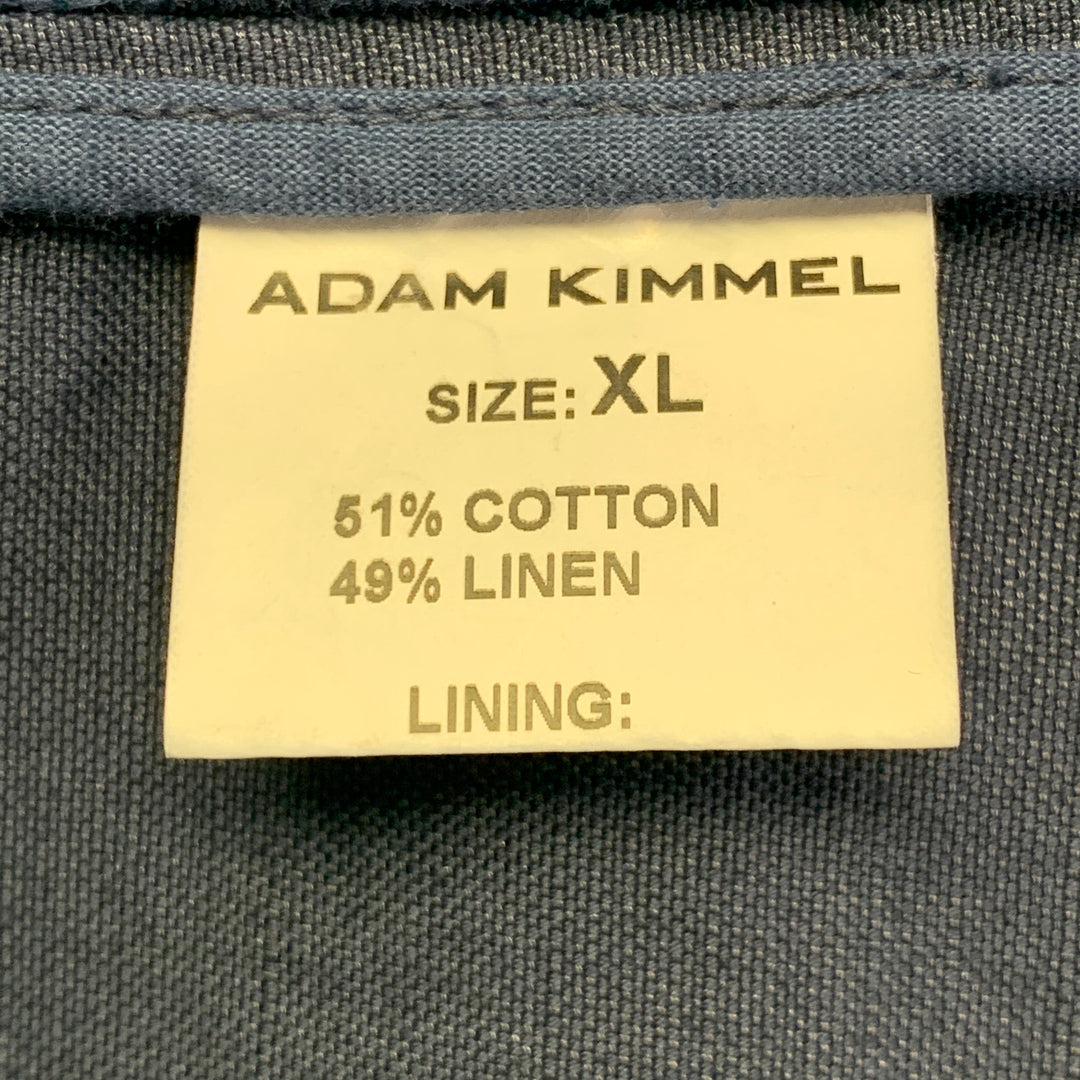 ADAM KIMMEL
SIZE: XL
51% COTTON
49% LINEN
LINING: